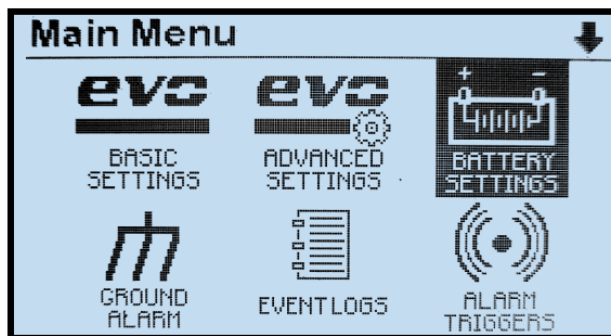 Main Menu
evo
evo
+ -
BASIC
SETTINGS
ADVANCED
SETTINGS
BATTERY
SETTINGS
GROUND
ALARM
EVENT LOGS
ALARM
TRIGGERS